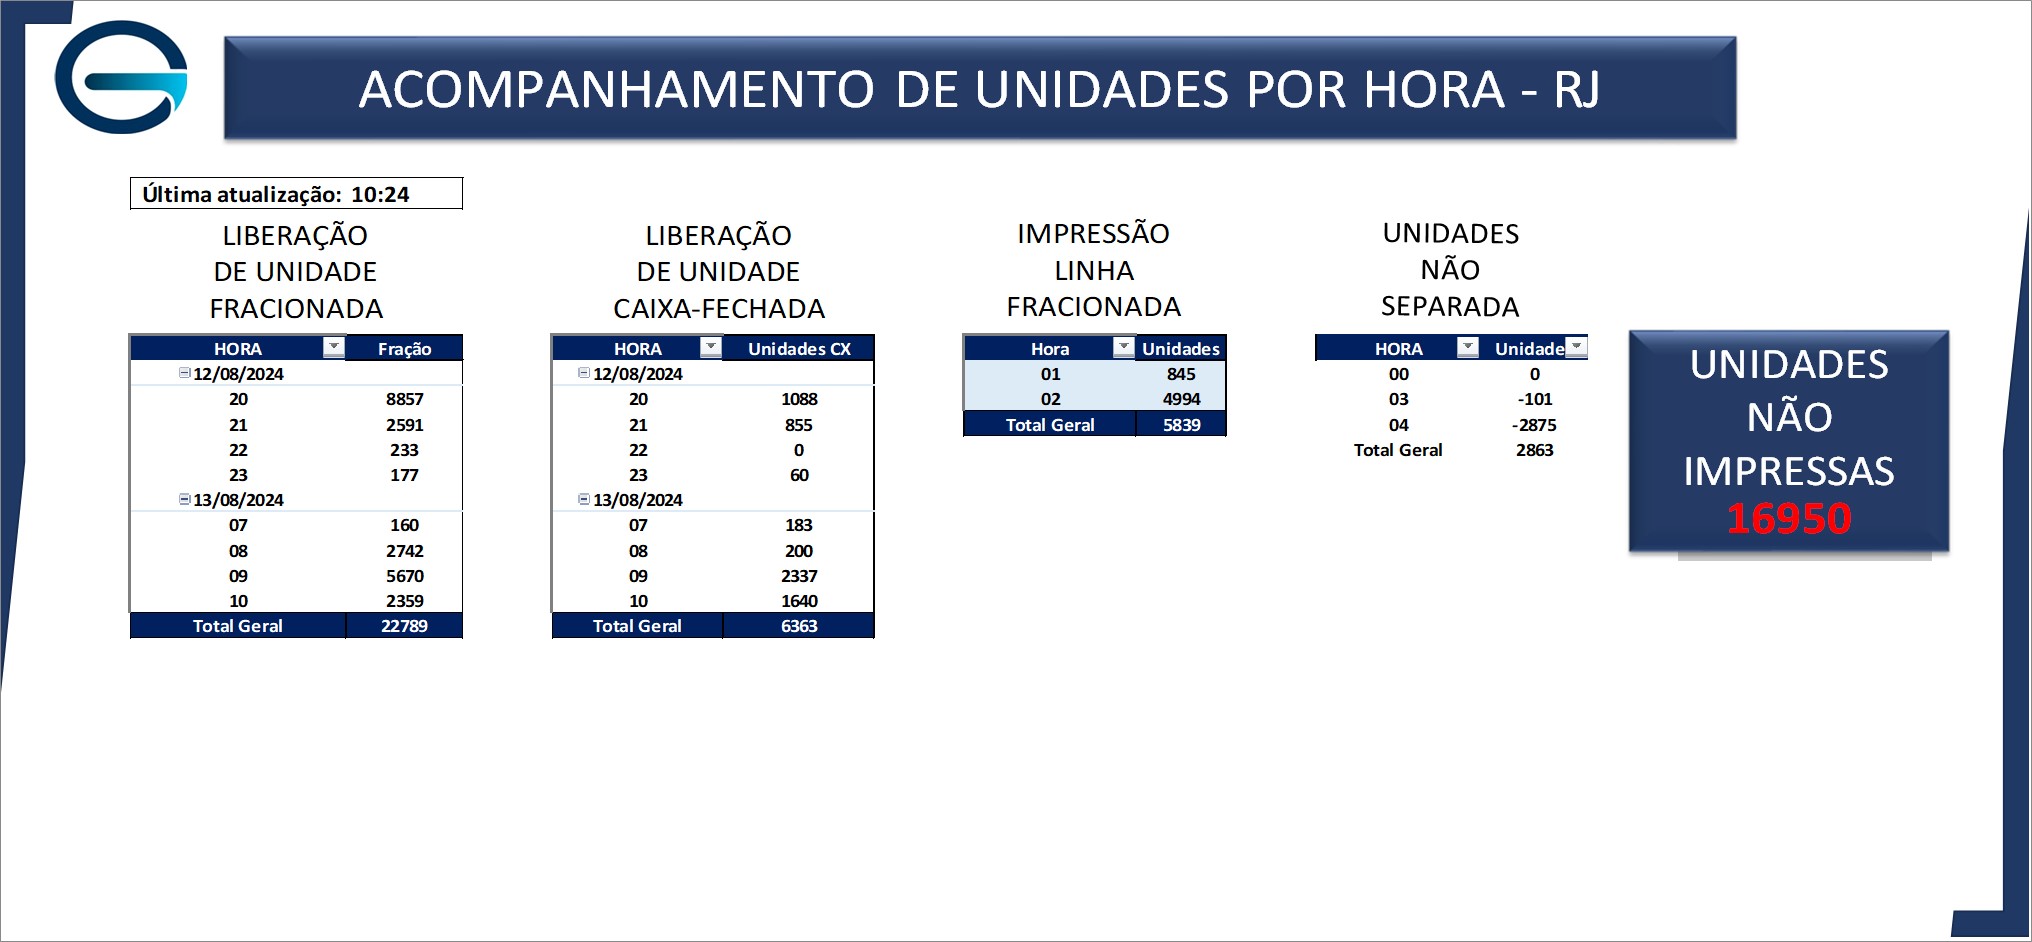 ACOMPANHAMENTO DE UNIDADES POR HORA - RJ
Última atualização: 10:24
LIBERAÇÃO
DE UNIDADE
FRACIONADA
HORA Fração
12/08/2024
20 8857
21 2591
22 233
23 177
13/08/2024
07 160
08 2742
09 5670
10 2359
Total Geral 22789
LIBERAÇÃO
DE UNIDADE
CAIXA-FECHADA
HORA Unidades CX
12/08/2024
20 1088
21 855
22 0
23 60
13/08/2024
07 183
08 200
09 2337
10 1640
Total Geral 6363
IMPRESSÃO
LINHA
FRACIONADA
Hora Unidades
01 845
02 4994
Total Geral 5839
UNIDADES
NÃO
SEPARADA
HORA Unidade
00 0
03 -101
04 -2875
Total Geral 2863
UNIDADES
NÃO
IMPRESSAS
16950